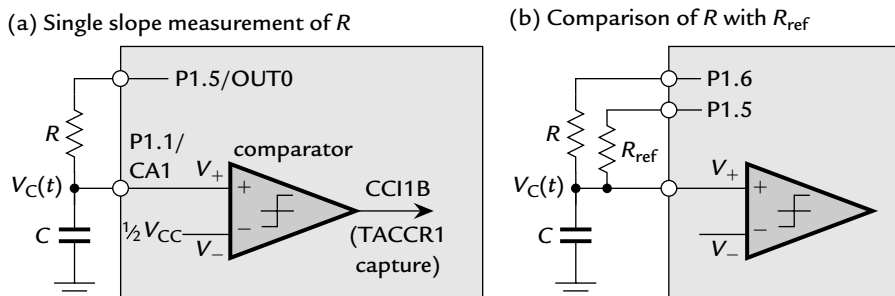 (a) Single slope measurement of R
P1.5/OUT0
R
P1.1/
CA1
comparator
V+
VC(t)
CCI1B
+
C
½VCC
−
V−
(TACCR1
capture)
(b) Comparison of R with Rref
P1.6
P1.5
R
Rref
V+
VC(t)
+
C
−
V−